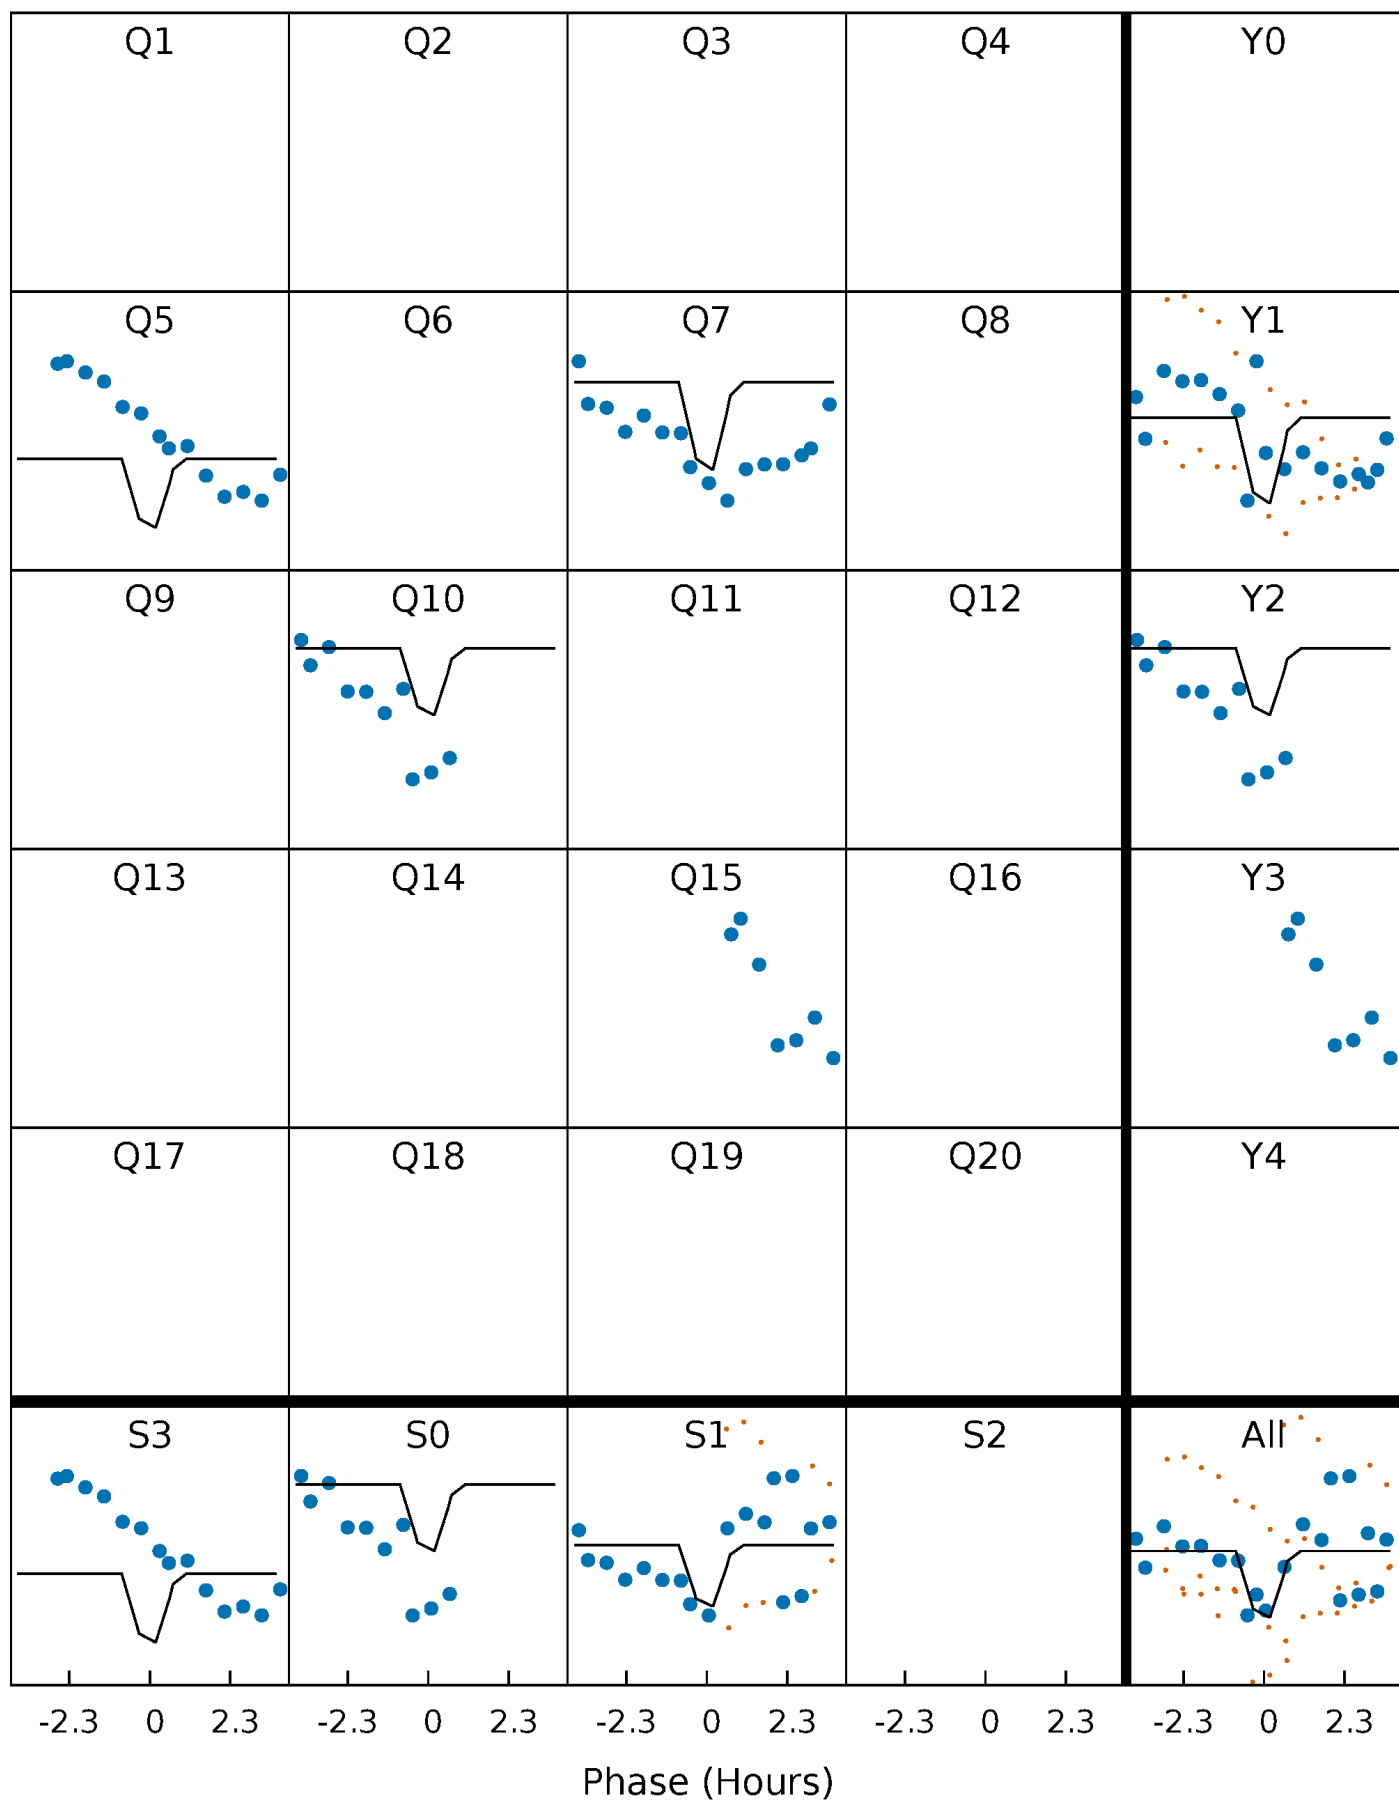 Q1 Q2 Q3 Q4 Y0
Q5 Q6 Q7 Q8 Y1
Q9 Q10 Q11 Q12 Y2
Q13 Q14 Q15 Q16 Y3
Q17 Q18 Q19 Q20 Y4
S3 S0 S1 S2 All
-2.3 0 2.3 -2.3 0 2.3 -2.3 0 2.3 -2.3 0 2.3 -2.3 0 2.3
Phase (Hours)